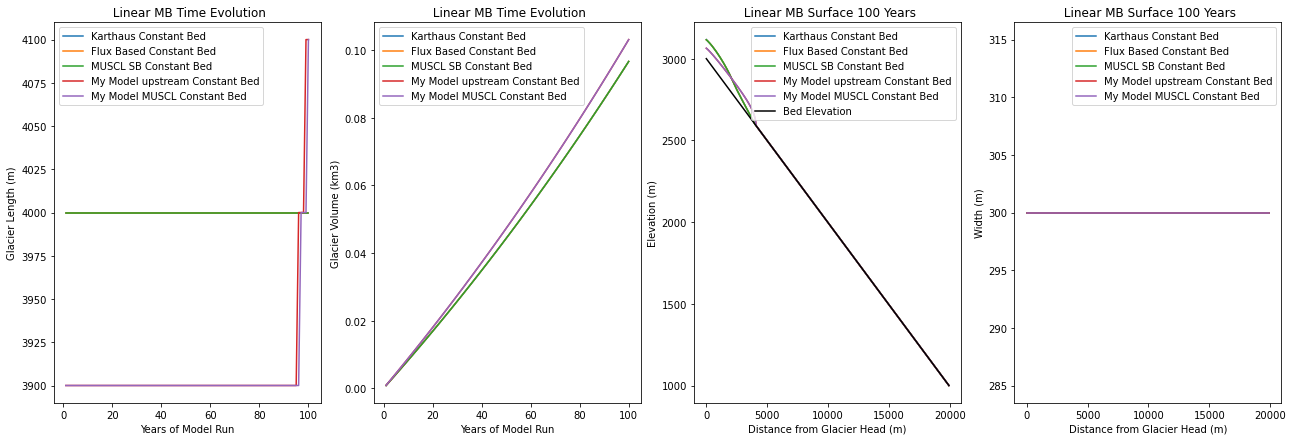 Linear MB Time Evolution
Karthaus Constant Bed
Flux Based Constant Bed
MUSCL SB Constant Bed
My Model upstream Constant Bed
My Model MUSCL Constant Bed
4100
4075
4050
4025
4000
3975
3950
3925
3900
Glacier Length (m)
0 20 40 60 80 100
Years of Model Run
Linear MB Time Evolution
Karthaus Constant Bed
Flux Based Constant Bed
MUSCL SB Constant Bed
My Model upstream Constant Bed
My Model MUSCL Constant Bed
0.10
0.08
0.06
0.04
0.02
0.00
Glacier Volume (km3)
0 20 40 60 80 100
Years of Model Run
Linear MB Surface 100 Years
Karthaus Constant Bed
Flux Based Constant Bed
MUSCL SB Constant Bed
My Model upstream Constant Bed
My Model MUSCL Constant Bed
Bed Elevation
3000
2500
2000
1500
1000
Elevation (m)
0 5000 10000 15000 20000
Distance from Glacier Head (m)
Linear MB Surface 100 Years
Karthaus Constant Bed
Flux Based Constant Bed
MUSCL SB Constant Bed
My Model upstream Constant Bed
My Model MUSCL Constant Bed
315
310
305
300
295
290
285
Width (m)
0 5000 10000 15000 20000
Distance from Glacier Head (m)